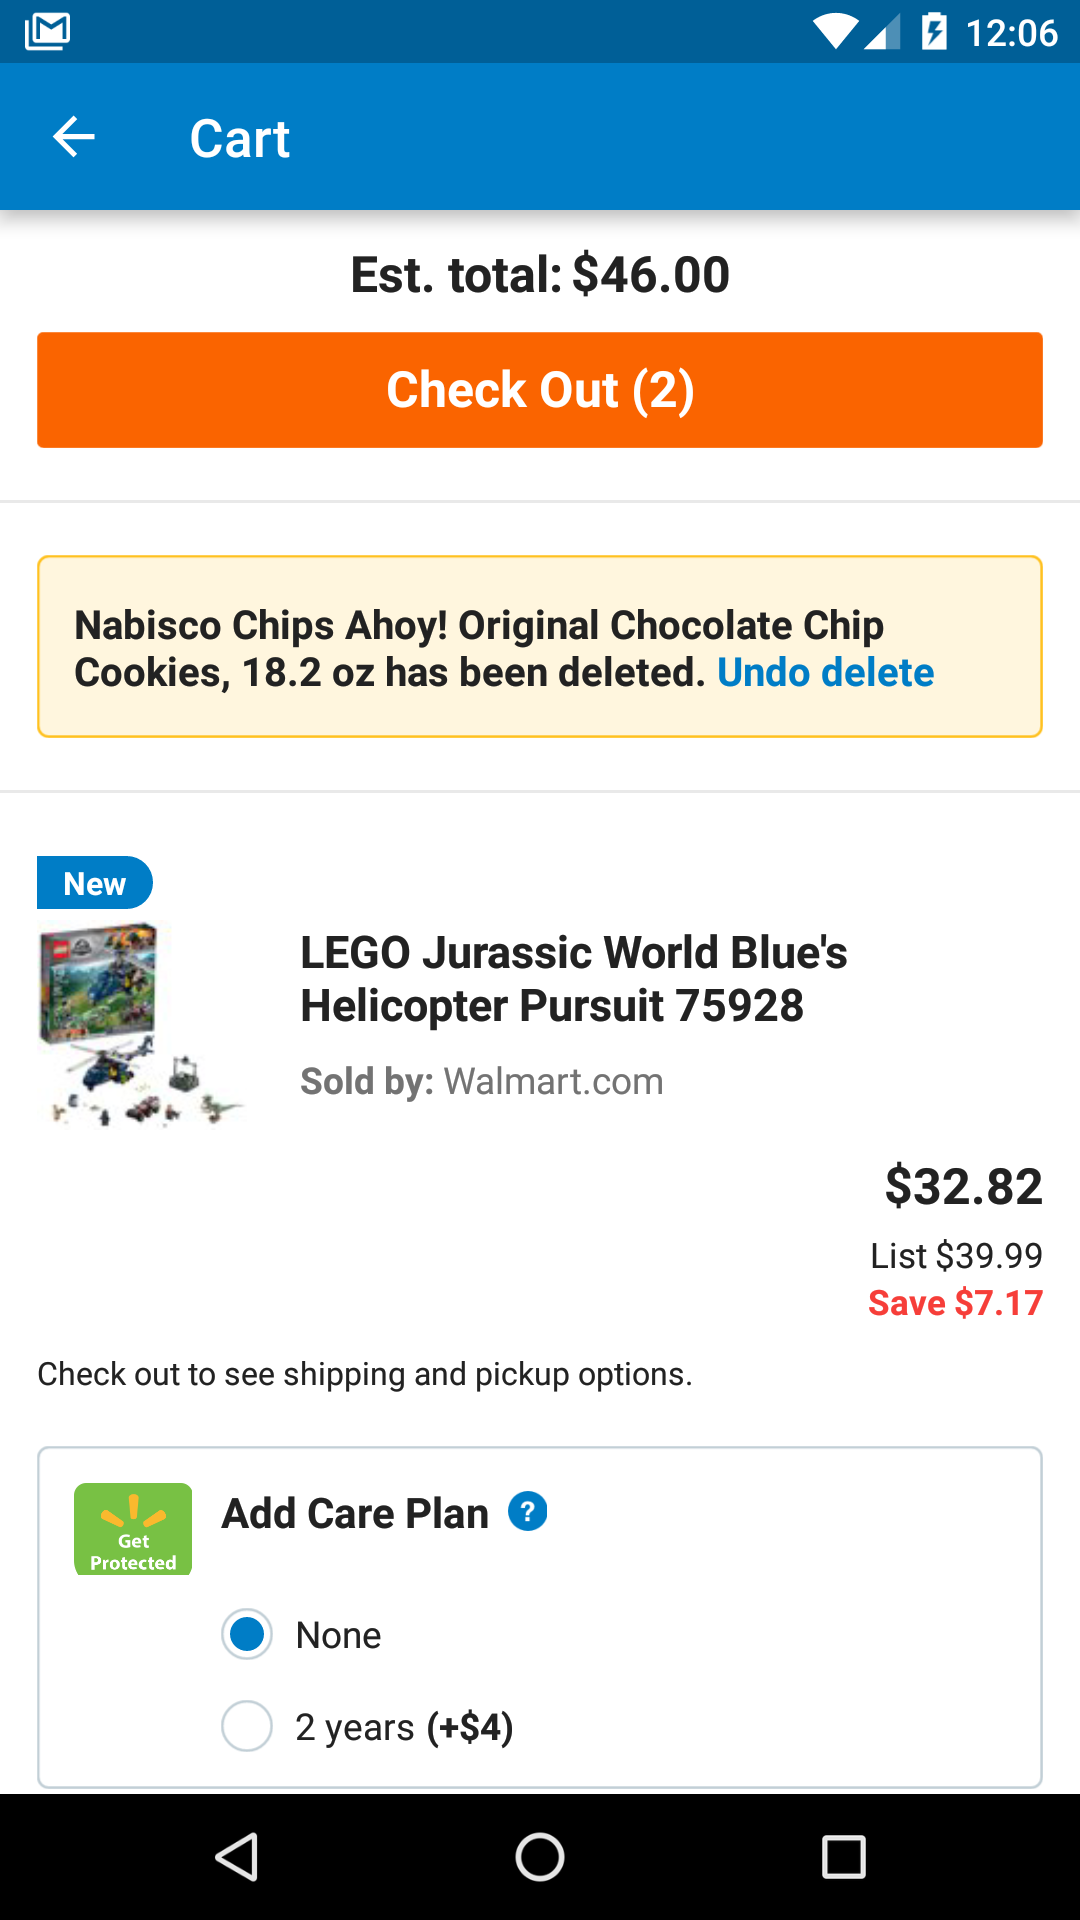 12:06
Cart
Est. total: $46.00
Check Out (2)
Nabisco Chips Ahoy! Original Chocolate Chip
Cookies, 18.2 oz has been deleted. Undo delete
New
LEGO Jurassic World Blue's
Helicopter Pursuit 75928
Sold by: Walmart.com
$32.82
List $39.99
Save $7.17
Check out to see shipping and pickup options.
Get
Protected
Add Care Plan ?
None
2 years (+$4)